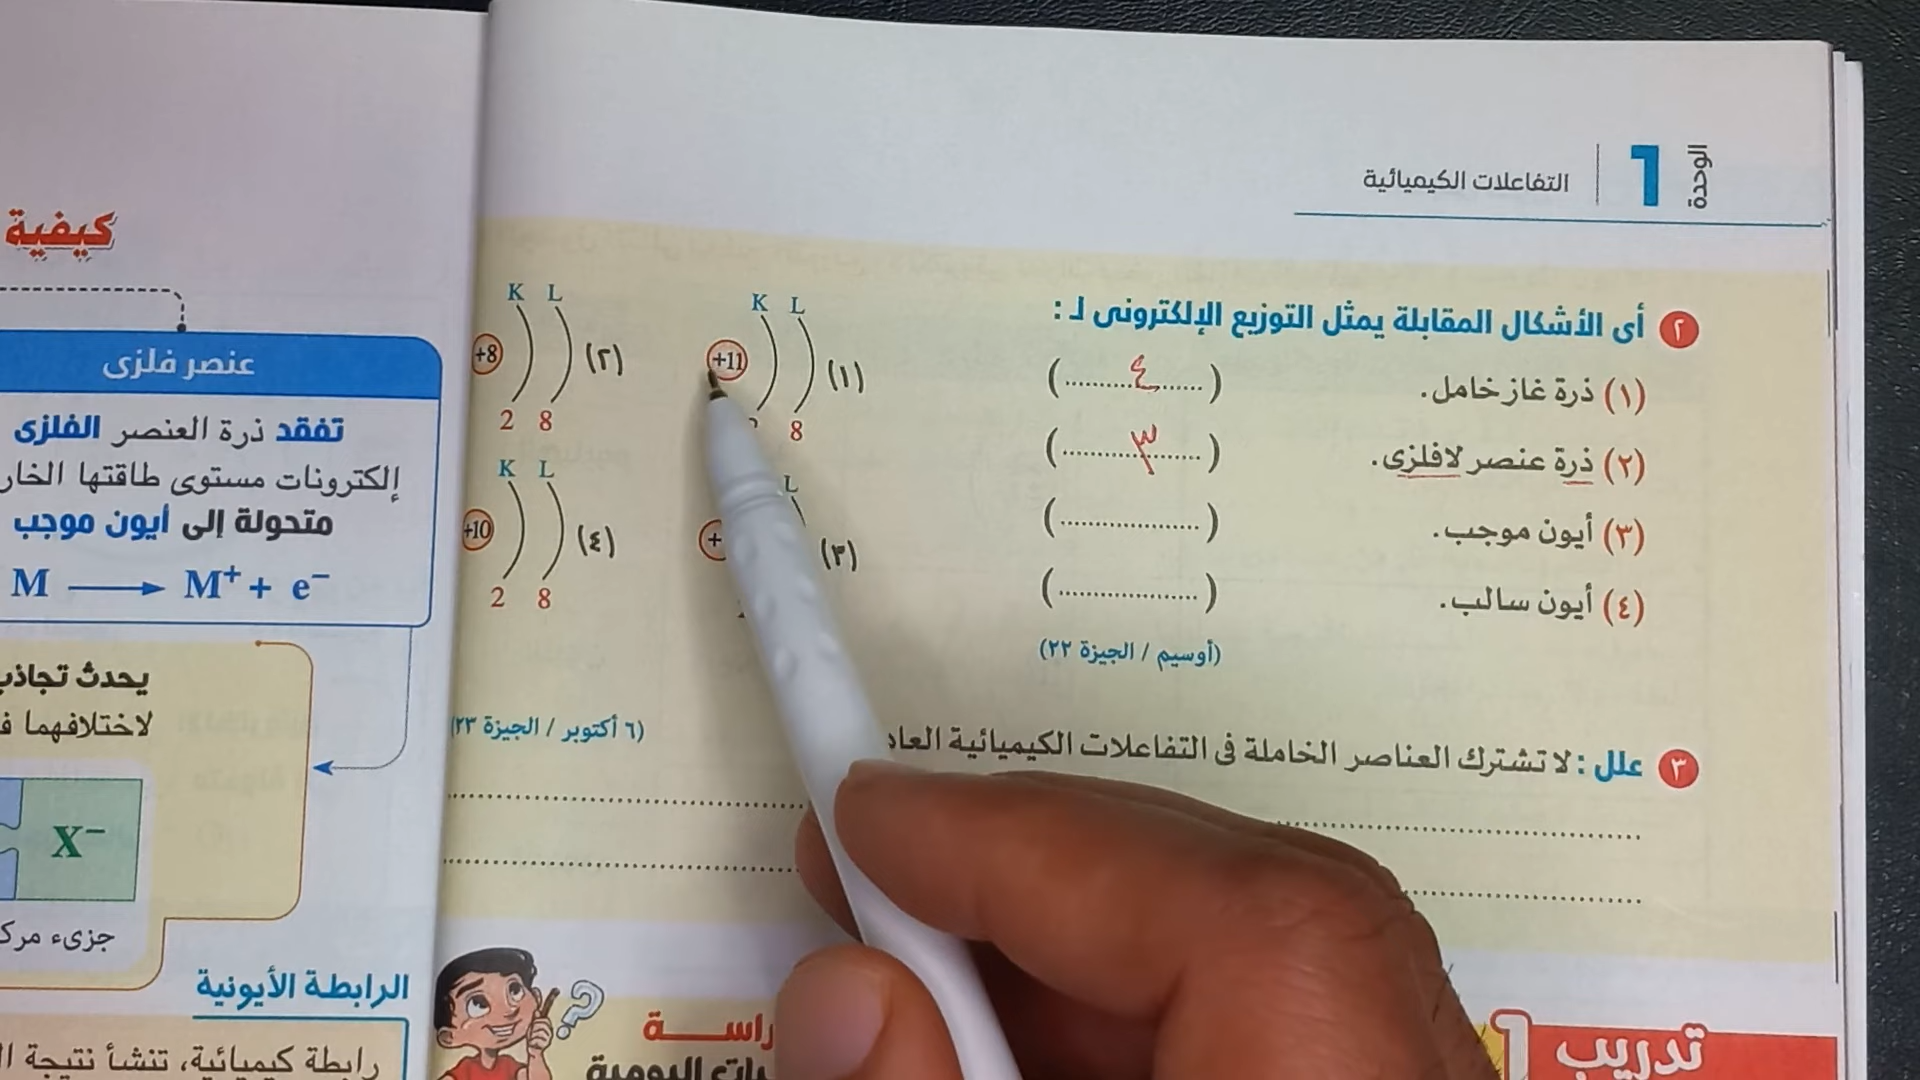 الوحدة
1
التفاعلات الكيميائية
٢ أى الأشكال المقابلة يمثل التوزيع الإلكترونى لـ :
(١) ذرة غاز خامل. (.....٤.....)
(٢) ذرة عنصر لافلزى. (.....٣.....)
(٣) أيون موجب. (..........)
(٤) أيون سالب. (..........)
(أوسيم / الجيزة ٢٢)
K L
+11
(١)
8
K L
+8
(٢)
2 8
L
+
(٣)
K L
+10
(٤)
2 8
٣ علل : لا تشترك العناصر الخاملة فى التفاعلات الكيميائية
(٦ أكتوبر / الجيزة ٢٣)
تدريب 1
كيفية
عنصر فلزى
تفقد ذرة العنصر الفلزى
إلكترونات مستوى طاقتها
متحولة إلى أيون موجب
M → M⁺ + e⁻
يحدث
لاختلافهما
X⁻
جزىء
الرابطة الأيونية
رابطة كيميائية، تنشأ نتيجة